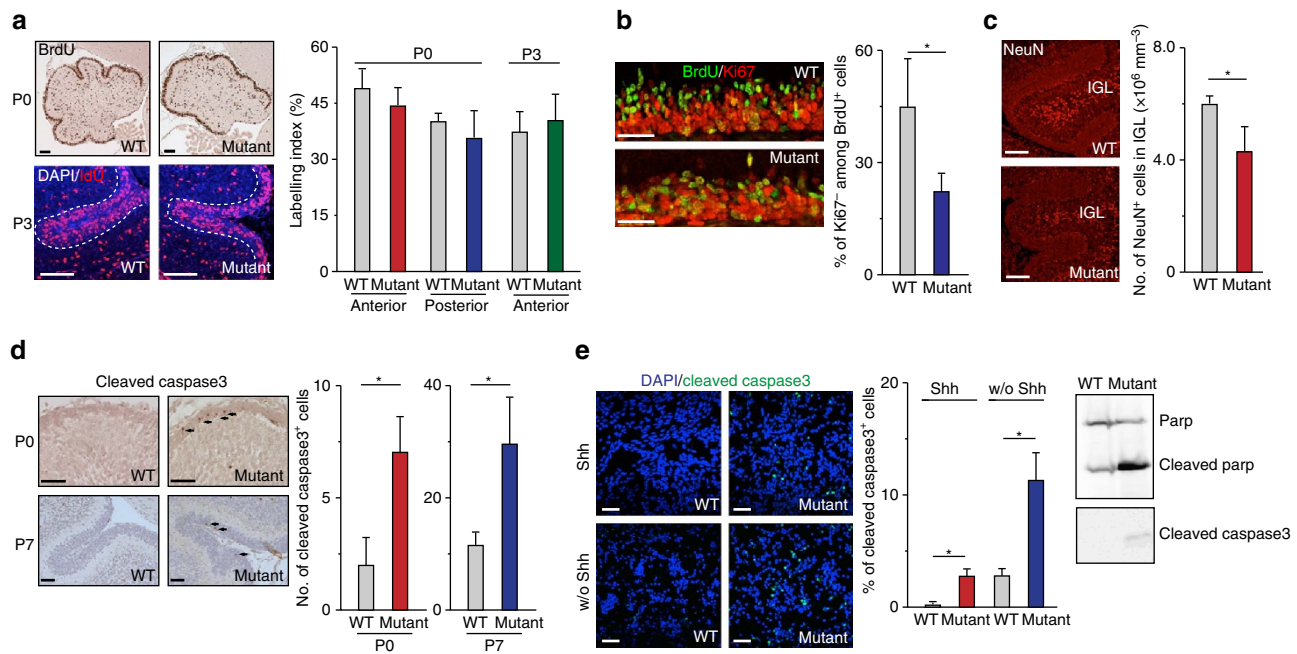 a
BrdU
P0
WT
Mutant
DAPI/IdU
P3
WT
Mutant
Labelling index (%)
60
45
30
15
0
P0
P3
WT Mutant
WT Mutant
WT Mutant
Anterior
Posterior
Anterior
b
BrdU/Ki67
WT
Mutant
% of Ki67– among BrdU+ cells
60
45
30
15
0
*
WT Mutant
c
NeuN
IGL
WT
IGL
Mutant
No. of NeuN+ cells in IGL (×10⁶ mm⁻³)
8.0
4.0
0
*
WT Mutant
d
Cleaved caspase3
P0
WT
Mutant
P7
WT
Mutant
No. of cleaved caspase3+ cells
10
5
0
*
WT Mutant
P0
40
20
0
*
WT Mutant
P7
e
DAPI/cleaved caspase3
Shh
WT
Mutant
w/o Shh
WT
Mutant
% of cleaved caspase3+ cells
20
10
0
Shh
w/o Shh
*
*
WT Mutant
WT Mutant
WT Mutant
Parp
Cleaved parp
Cleaved caspase3